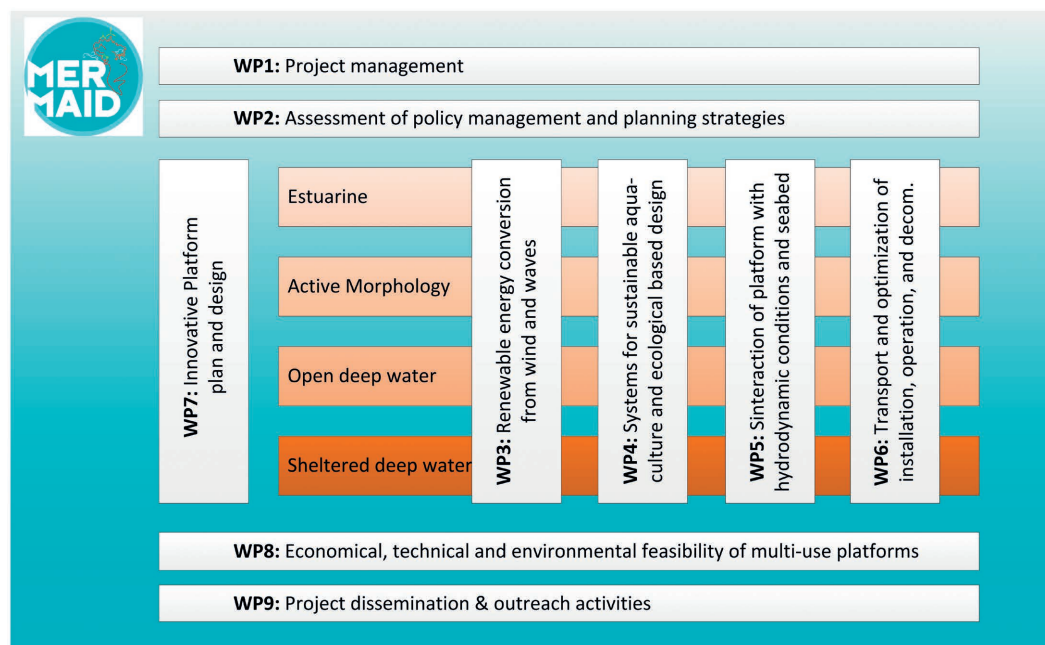 MER
MAID
WP1: Project management
WP2: Assessment of policy management and planning strategies
WP7: Innovative Platform
plan and design
Estuarine
Active Morphology
Open deep water
Sheltered deep water
WP3: Renewable energy conversion
from wind and waves
WP4: Systems for sustainable aqua-
culture and ecological based design
WP5: Sinteraction of platform with
hydrodynamic conditions and seabed
WP6: Transport and optimization of
installation, operation, and decom.
WP8: Economical, technical and environmental feasibility of multi-use platforms
WP9: Project dissemination & outreach activities